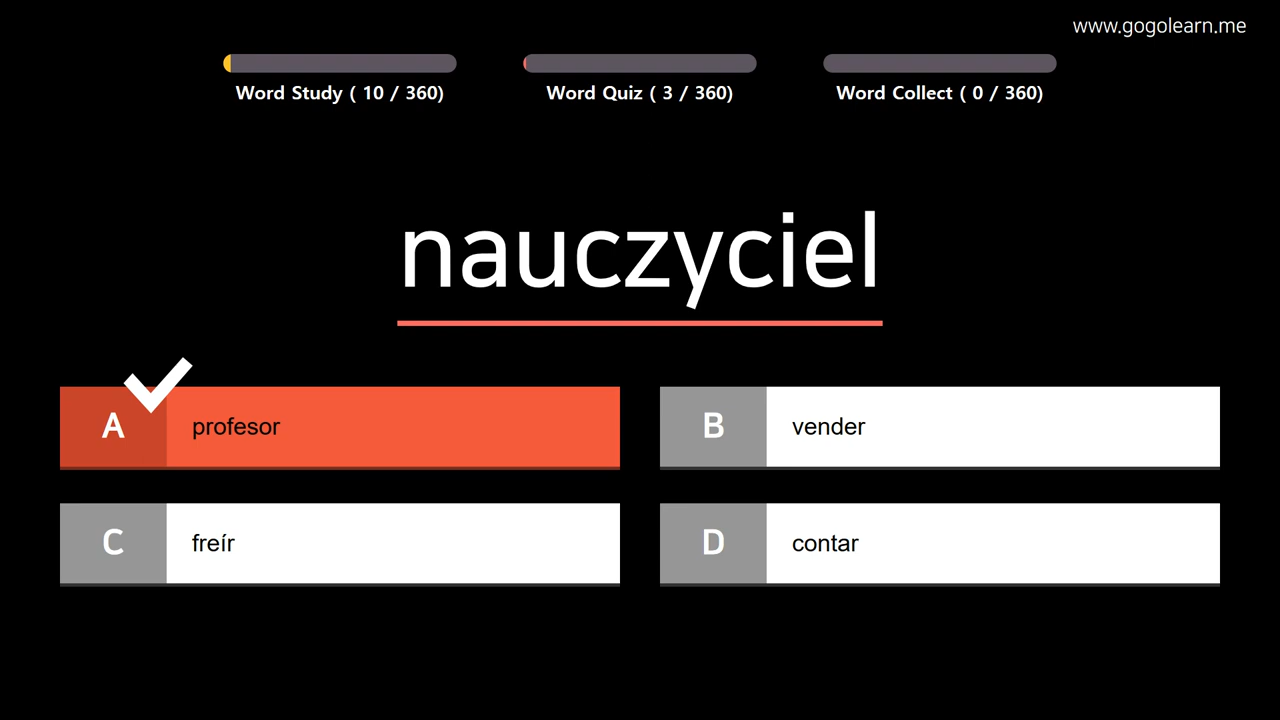 www.gogolearn.me
Word Study ( 10 / 360)
Word Quiz ( 3 / 360)
Word Collect ( 0 / 360)
nauczyciel
A profesor
B vender
C freír
D contar